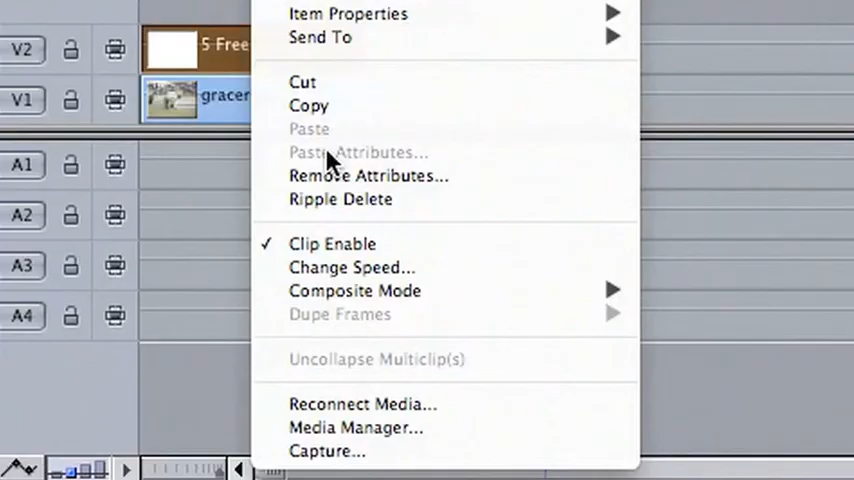 Item Properties
Send To
V2
5 Free
Cut
V1
gracer
Copy
Paste
Paste Attributes...
A1
Remove Attributes...
Ripple Delete
A2
Clip Enable
A3
Change Speed...
Composite Mode
A4
Dupe Frames
Uncollapse Multiclip(s)
Reconnect Media...
Media Manager...
Capture...